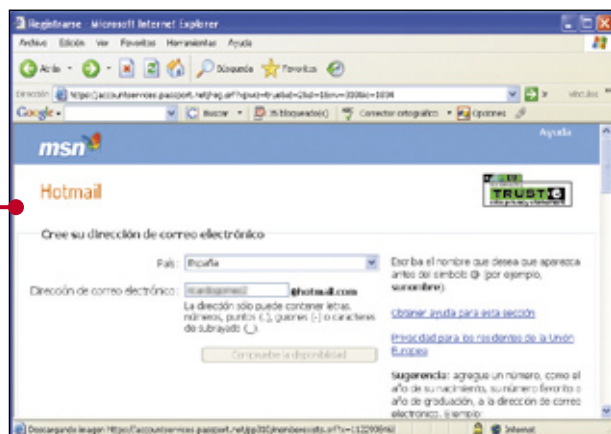 Registrarse - Microsoft Internet Explorer
Archivo Edición Ver Favoritos Herramientas Ayuda
Atrás Búsqueda Favoritos
Dirección Vínculos
Google Buscar bloqueado(s) Corrector ortográfico Opciones
msn Ayuda
Hotmail
TRUST e
Cree su dirección de correo electrónico
País: España
Dirección de correo electrónico: @hotmail.com
La dirección sólo puede contener letras,
números, puntos (.), guiones (-) o caracteres
de subrayado (_).
Compruebe la disponibilidad
Escriba el nombre que desea que aparezca
antes del símbolo @ (por ejemplo,
sunombre).
Obtener ayuda para esta sección
Privacidad para los residentes de la Unión
Europea
Sugerencia: agregue un número, como el
año de su nacimiento, su número favorito o
año de graduación, a la dirección de correo
electrónico. Ejemplo:
Descargando imagen Internet